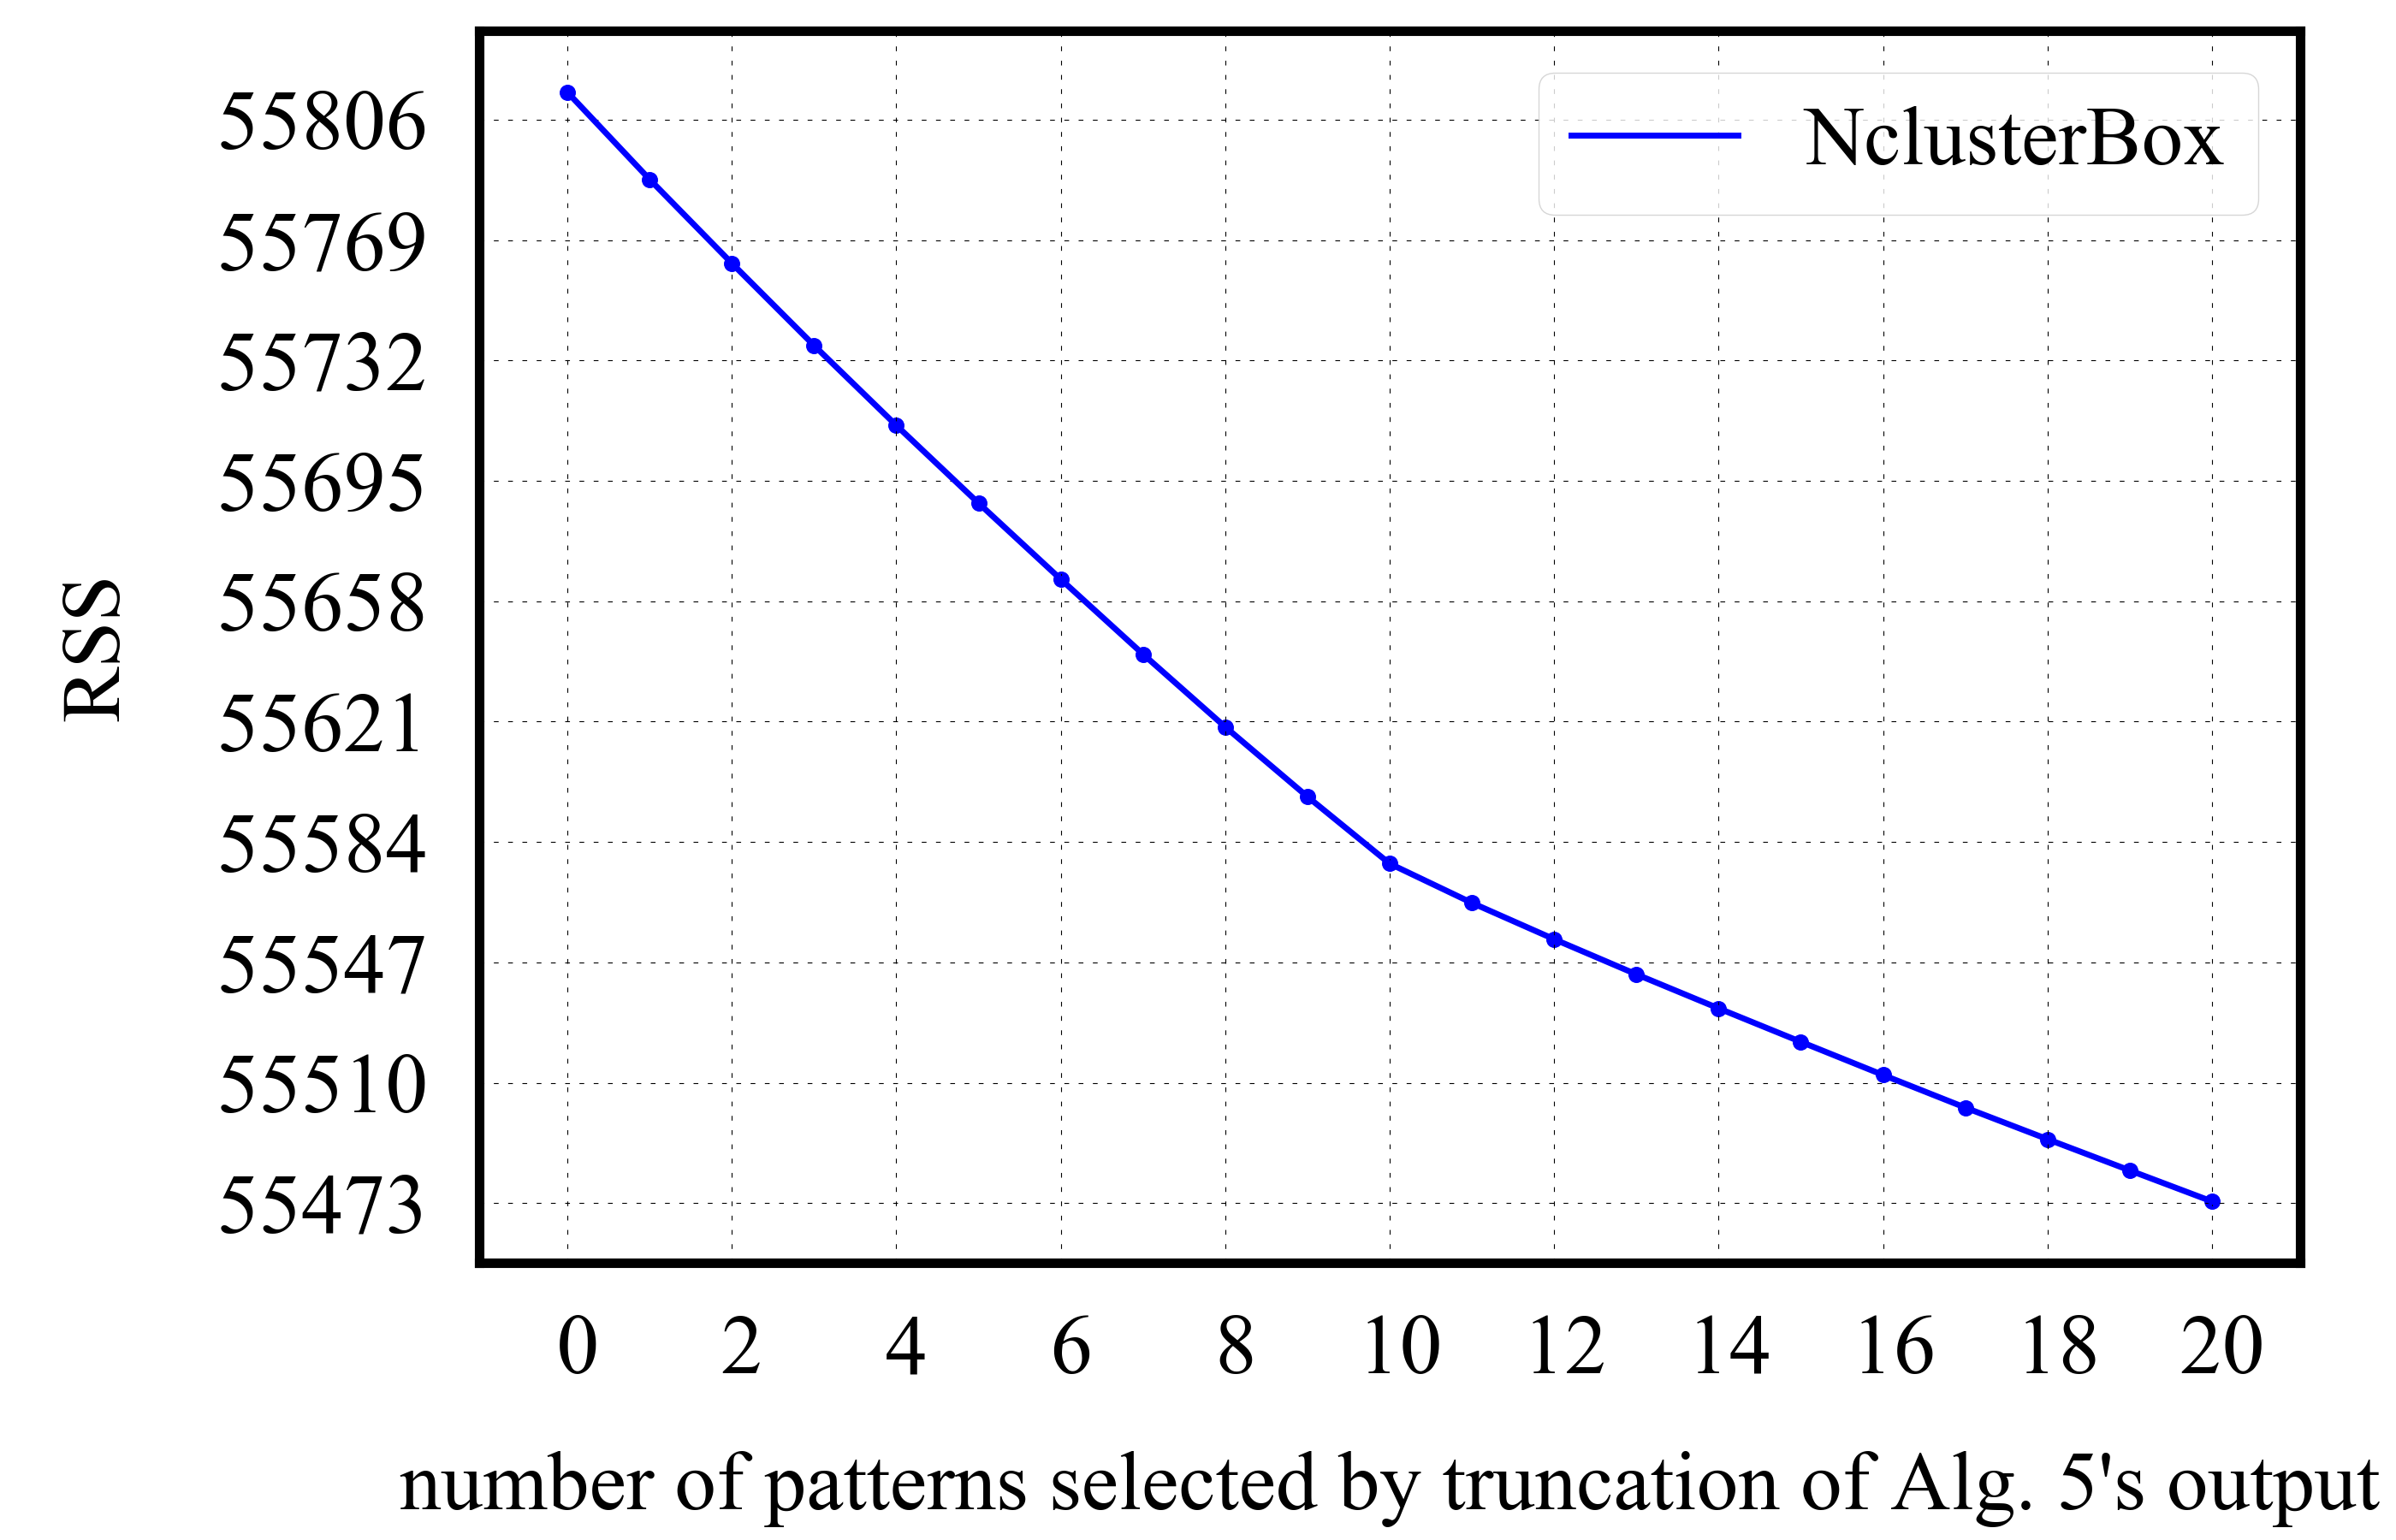 NclusterBox
55806
55769
55732
55695
55658
55621
55584
55547
55510
55473
RSS
0 2 4 6 8 10 12 14 16 18 20
number of patterns selected by truncation of Alg. 5's output